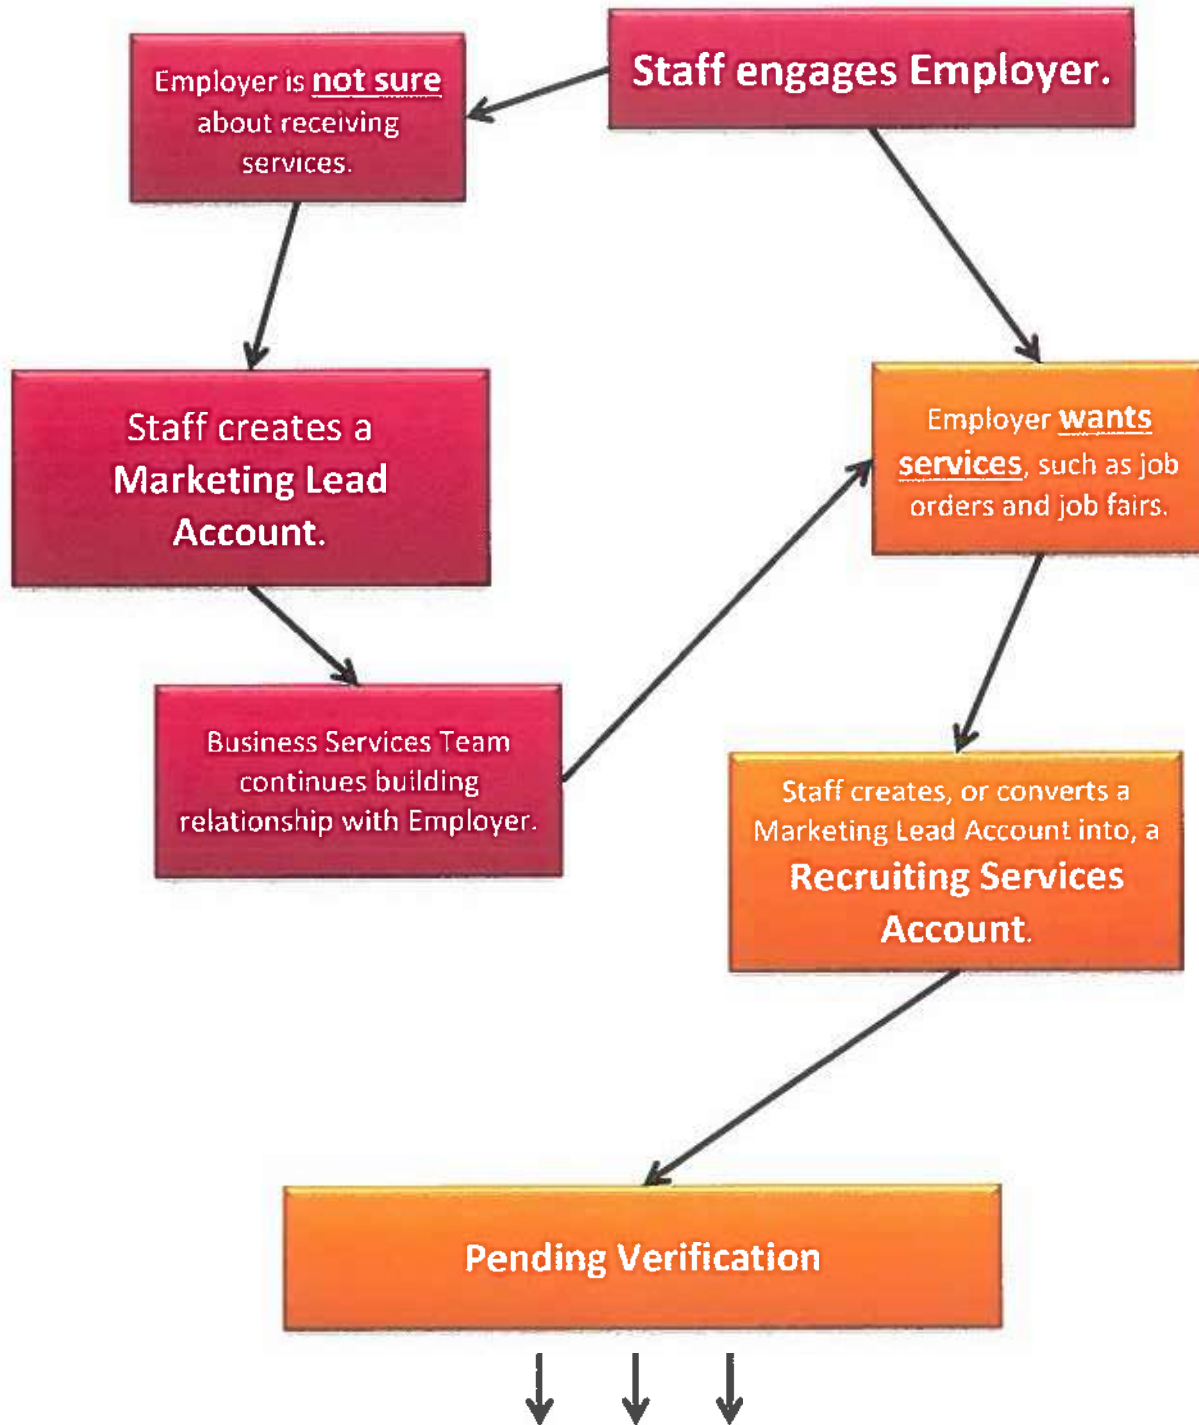 Staff engages Employer.
Employer is not sure
about receiving
services.
Staff creates a
Marketing Lead
Account.
Business Services Team
continues building
relationship with Employer.
Employer wants
services, such as job
orders and job fairs.
Staff creates, or converts a
Marketing Lead Account into, a
Recruiting Services
Account.
Pending Verification